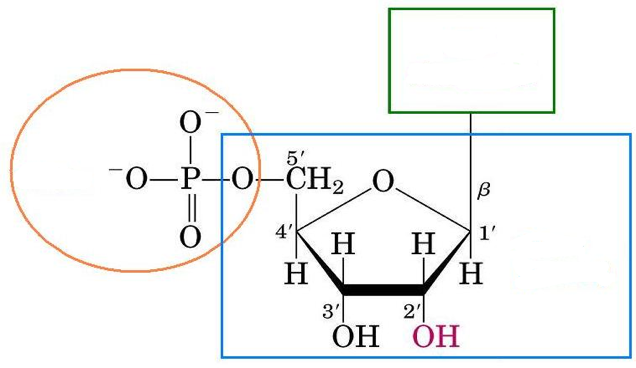 O⁻
5′
⁻O P O CH₂ O β
O 4′ H H 1′
H H
3′ 2′
OH OH